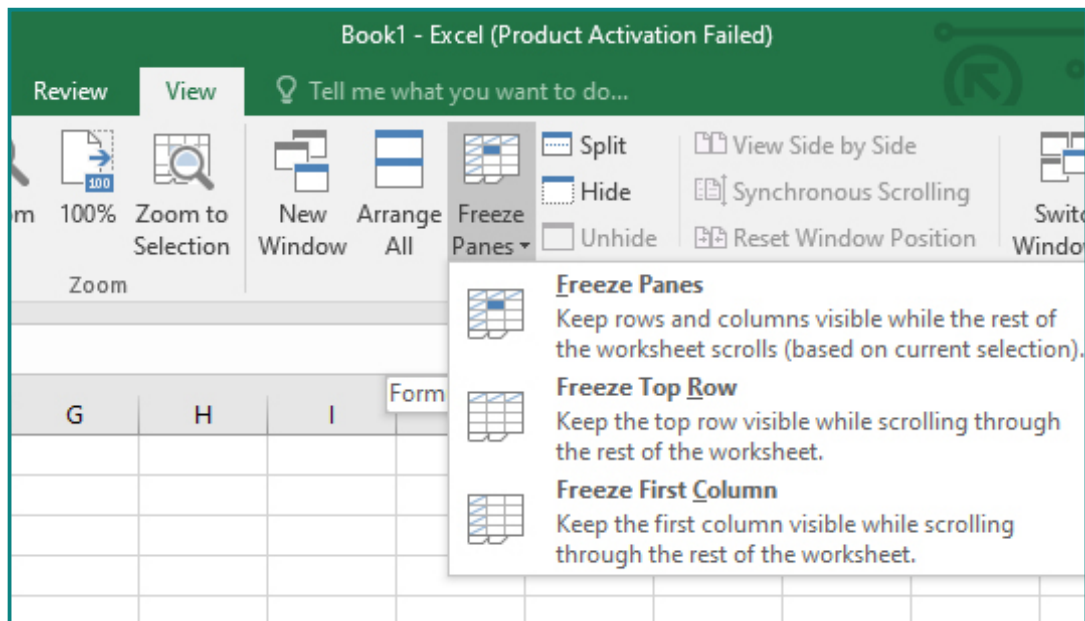 Book1 - Excel (Product Activation Failed)
Review View Tell me what you want to do...
100
100% Zoom to Selection
New Window
Arrange All
Freeze Panes
Split
Hide
Unhide
View Side by Side
Synchronous Scrolling
Reset Window Position
Zoom
Freeze Panes
Keep rows and columns visible while the rest of
the worksheet scrolls (based on current selection).
Freeze Top Row
Keep the top row visible while scrolling through
the rest of the worksheet.
Freeze First Column
Keep the first column visible while scrolling
through the rest of the worksheet.
Form
G H I